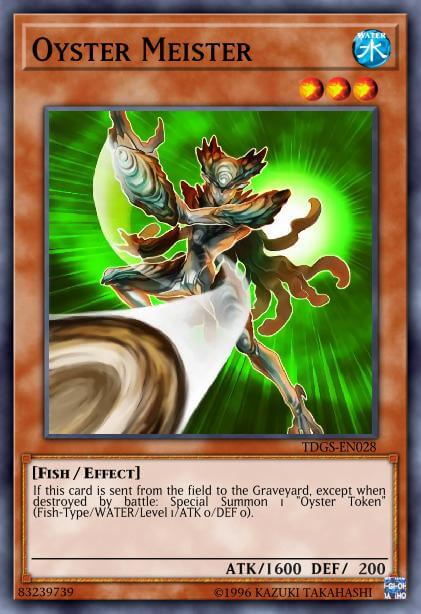 OYSTER MEISTER
WATER
水
TDGS-EN028
[FISH / EFFECT]
If this card is sent from the field to the Graveyard, except when
destroyed by battle: Special Summon 1 "Oyster Token"
(Fish-Type/WATER/Level 1/ATK 0/DEF 0).
ATK/1600 DEF/ 200
83239739
©1996 KAZUKI TAKAHASHI